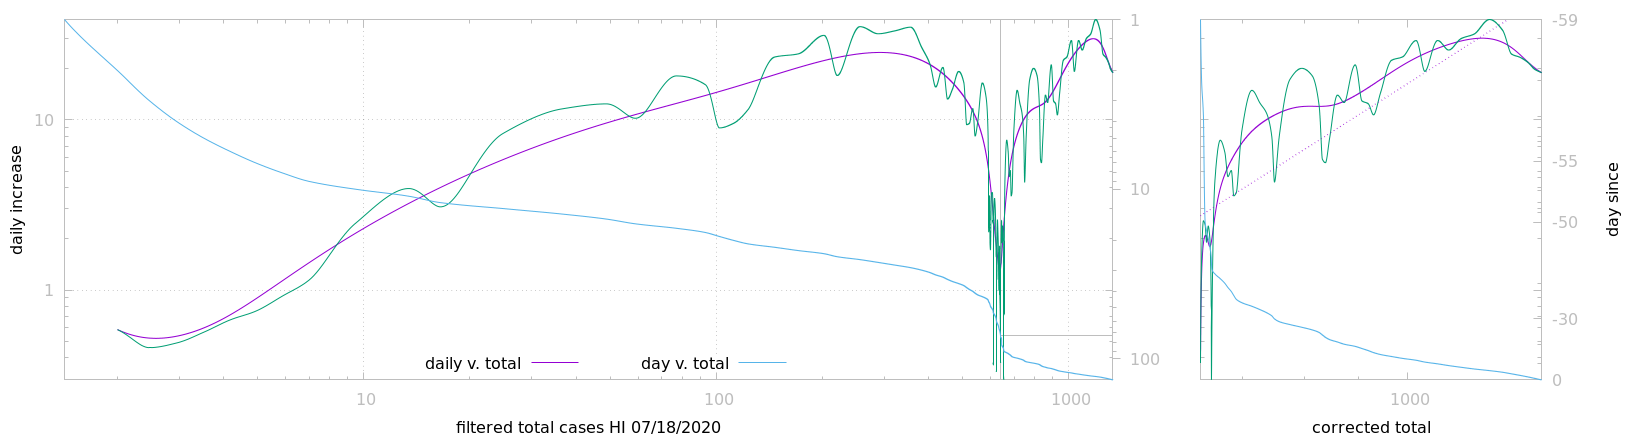 1
-59
10
-55
daily increase
10
day since
-50
1
-30
daily v. total
day v. total
100
0
10
100
1000
1000
filtered total cases HI 07/18/2020
corrected total